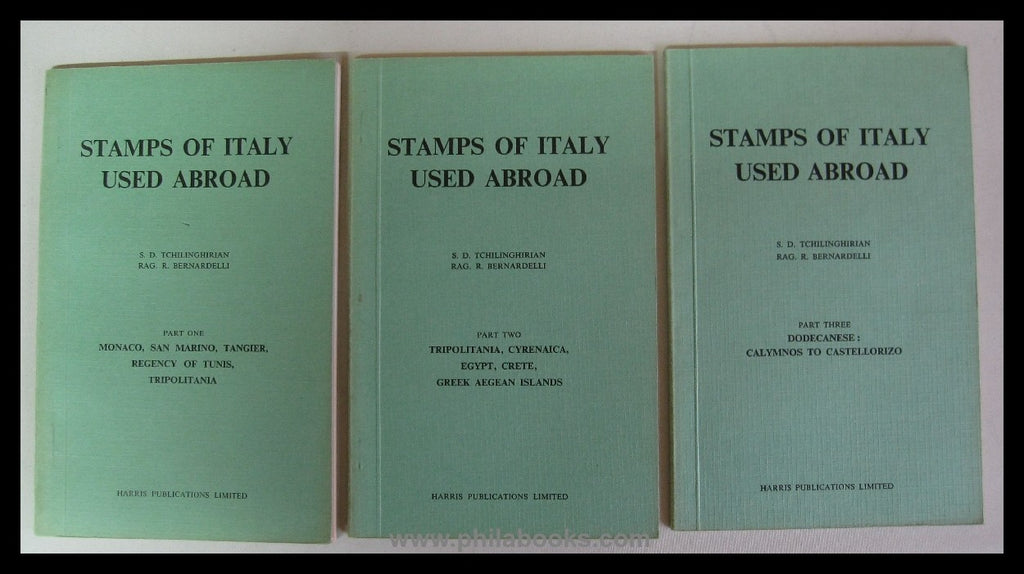 STAMPS OF ITALY
USED ABROAD
S. D. TCHILINGHIRIAN
RAG. R. BERNARDELLI
PART ONE
MONACO, SAN MARINO, TANGIER,
REGENCY OF TUNIS,
TRIPOLITANIA
HARRIS PUBLICATIONS LIMITED
STAMPS OF ITALY
USED ABROAD
S. D. TCHILINGHIRIAN
RAG. R. BERNARDELLI
PART TWO
TRIPOLITANIA, CYRENAICA,
EGYPT, CRETE,
GREEK AEGEAN ISLANDS
HARRIS PUBLICATIONS LIMITED
STAMPS OF ITALY
USED ABROAD
S. D. TCHILINGHIRIAN
RAG. R. BERNARDELLI
PART THREE
DODECANESE :
CALYMNOS TO CASTELLORIZO
HARRIS PUBLICATIONS LIMITED
www.philabooks.com